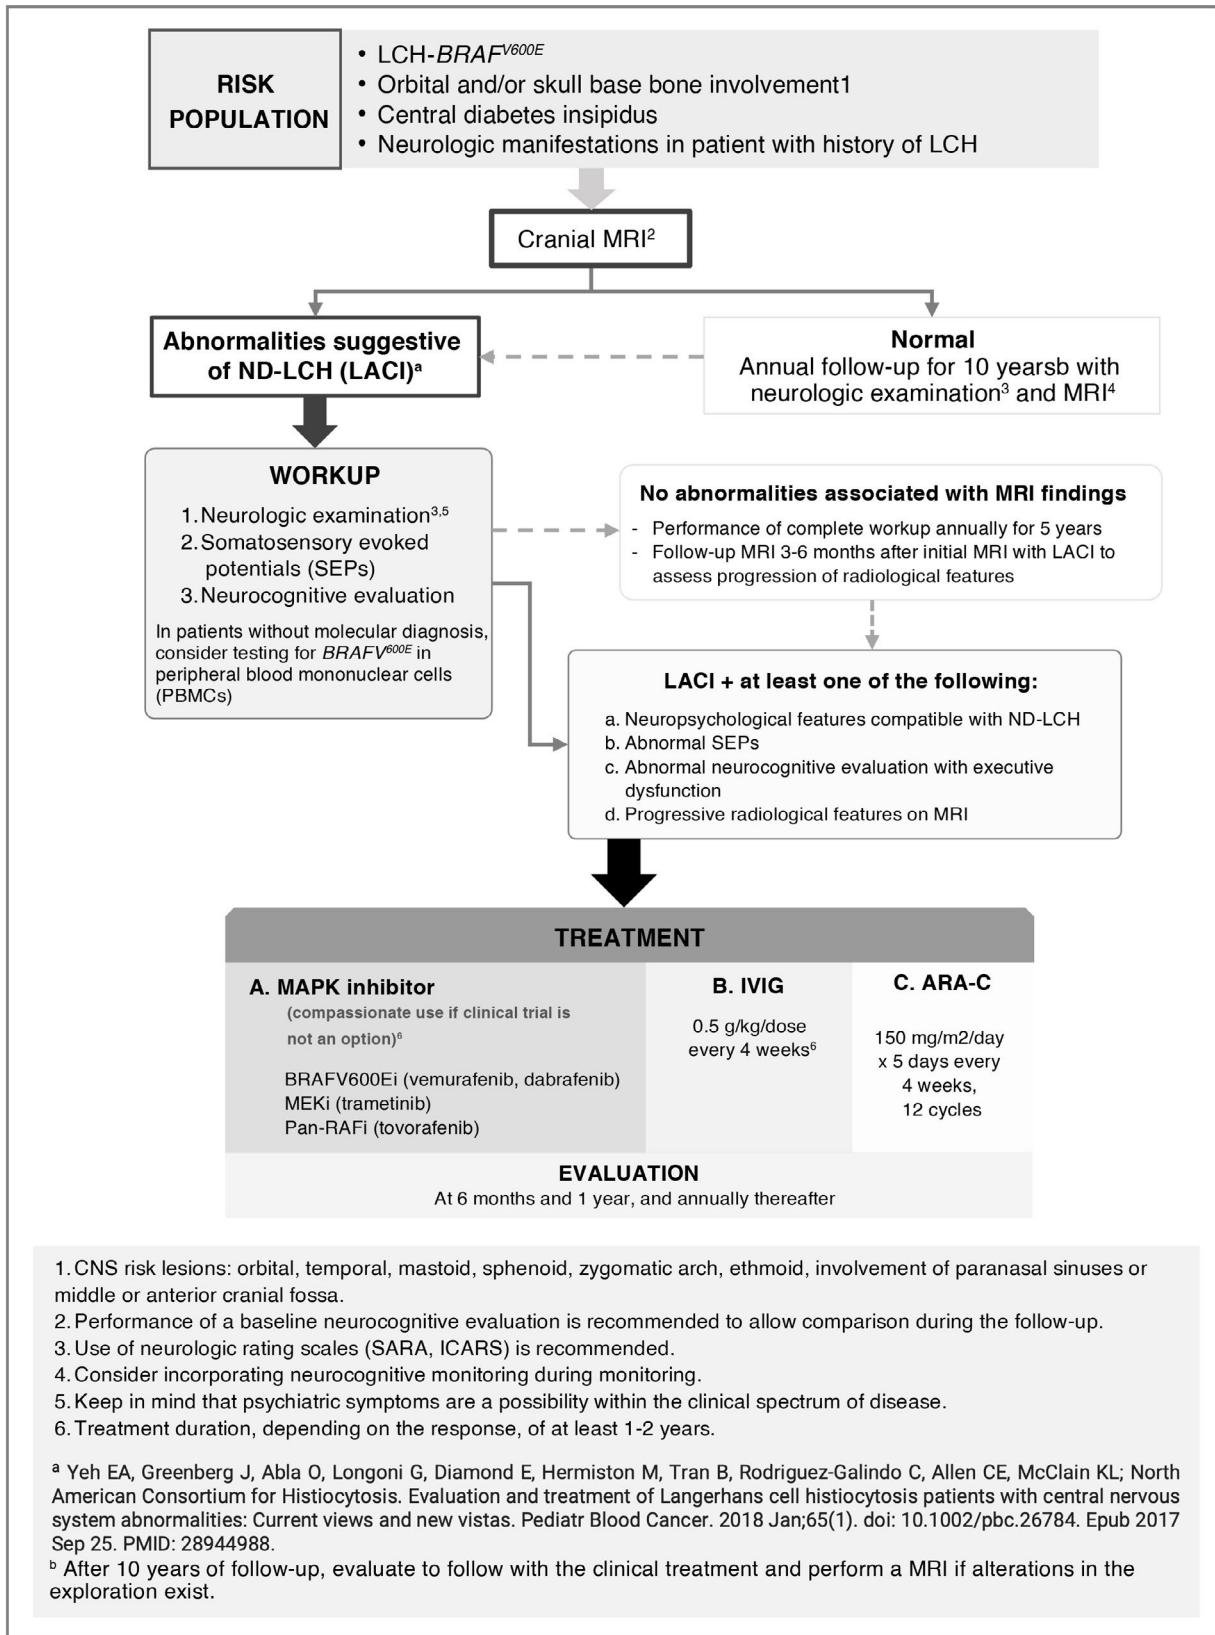 RISK
POPULATION
• LCH-BRAFV600E
• Orbital and/or skull base bone involvement1
• Central diabetes insipidus
• Neurologic manifestations in patient with history of LCH
Cranial MRI2
Abnormalities suggestive
of ND-LCH (LACI)a
Normal
Annual follow-up for 10 yearsb with
neurologic examination3 and MRI4
WORKUP
1. Neurologic examination3,5
2. Somatosensory evoked
potentials (SEPs)
3. Neurocognitive evaluation
In patients without molecular diagnosis,
consider testing for BRAFV600E in
peripheral blood mononuclear cells
(PBMCs)
No abnormalities associated with MRI findings
- Performance of complete workup annually for 5 years
- Follow-up MRI 3-6 months after initial MRI with LACI to
assess progression of radiological features
LACI + at least one of the following:
a. Neuropsychological features compatible with ND-LCH
b. Abnormal SEPs
c. Abnormal neurocognitive evaluation with executive
dysfunction
d. Progressive radiological features on MRI
TREATMENT
A. MAPK inhibitor
(compassionate use if clinical trial is
not an option)6
BRAFV600Ei (vemurafenib, dabrafenib)
MEKi (trametinib)
Pan-RAFi (tovorafenib)
B. IVIG
0.5 g/kg/dose
every 4 weeks6
C. ARA-C
150 mg/m2/day
x 5 days every
4 weeks,
12 cycles
EVALUATION
At 6 months and 1 year, and annually thereafter
1. CNS risk lesions: orbital, temporal, mastoid, sphenoid, zygomatic arch, ethmoid, involvement of paranasal sinuses or
middle or anterior cranial fossa.
2. Performance of a baseline neurocognitive evaluation is recommended to allow comparison during the follow-up.
3. Use of neurologic rating scales (SARA, ICARS) is recommended.
4. Consider incorporating neurocognitive monitoring during monitoring.
5. Keep in mind that psychiatric symptoms are a possibility within the clinical spectrum of disease.
6. Treatment duration, depending on the response, of at least 1-2 years.
a Yeh EA, Greenberg J, Abla O, Longoni G, Diamond E, Hermiston M, Tran B, Rodriguez-Galindo C, Allen CE, McClain KL; North
American Consortium for Histiocytosis. Evaluation and treatment of Langerhans cell histiocytosis patients with central nervous
system abnormalities: Current views and new vistas. Pediatr Blood Cancer. 2018 Jan;65(1). doi: 10.1002/pbc.26784. Epub 2017
Sep 25. PMID: 28944988.
b After 10 years of follow-up, evaluate to follow with the clinical treatment and perform a MRI if alterations in the
exploration exist.